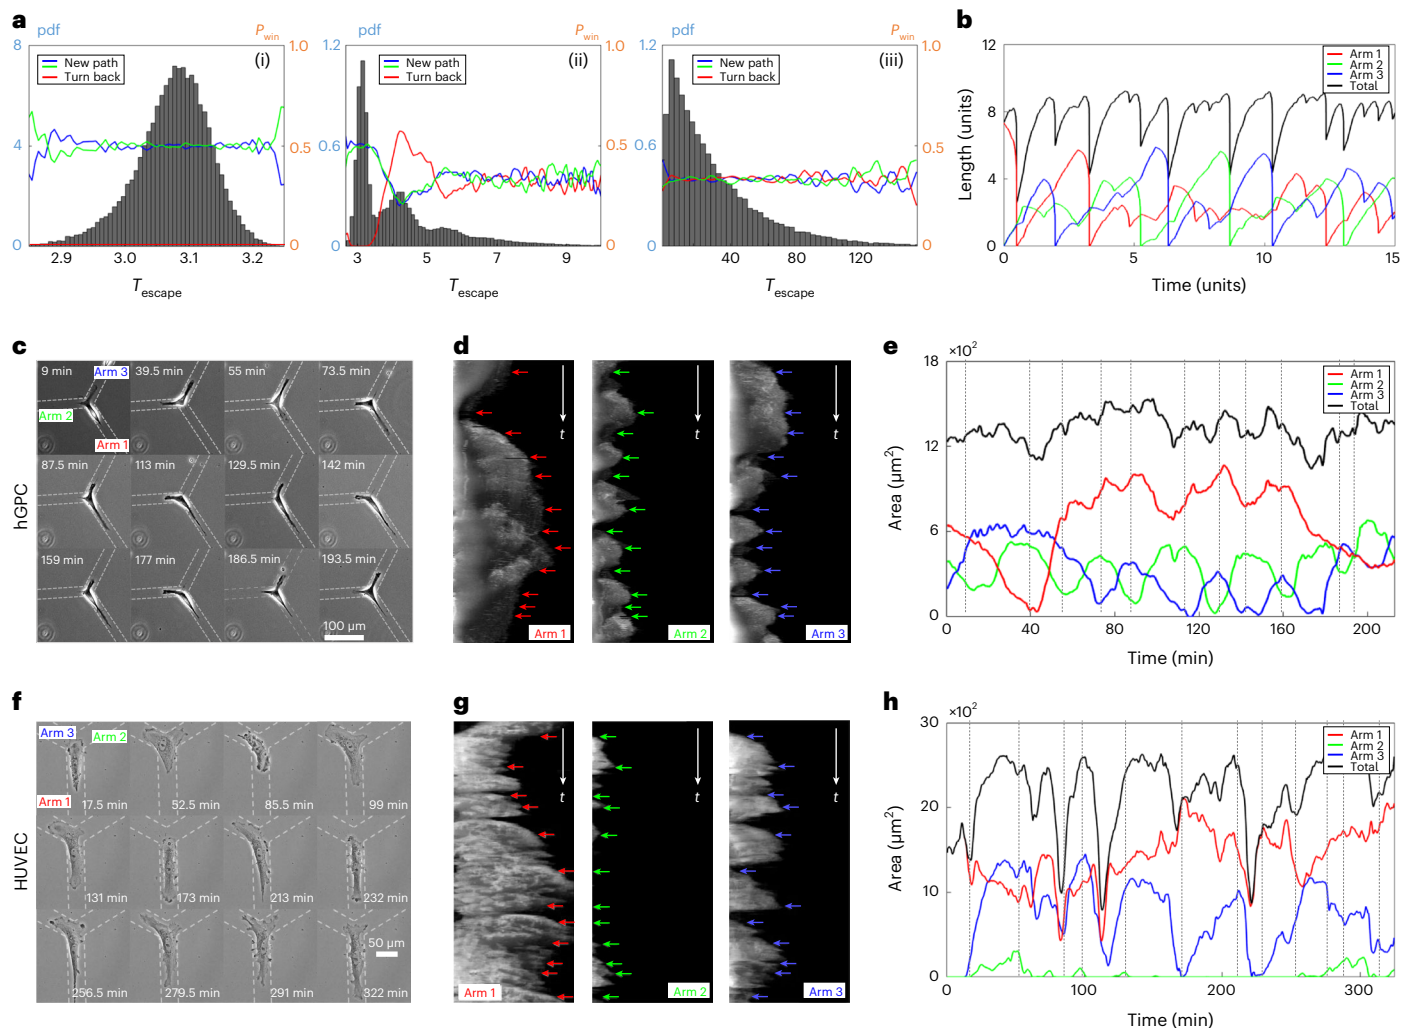 a
pdf
P win
8
4
0
1.0
0.5
0
New path
Turn back
(i)
2.9 3.0 3.1 3.2
T escape
pdf
P win
1.2
0.6
0
1.0
0.5
0
New path
Turn back
(ii)
3 5 7 9
T escape
pdf
P win
1.2
0.6
0
1.0
0.5
0
New path
Turn back
(iii)
40 80 120
T escape
b
Length (units)
12
8
4
0
Arm 1
Arm 2
Arm 3
Total
0 5 10 15
Time (units)
c
hGPC
9 min
39.5 min
55 min
73.5 min
Arm 3
Arm 2
Arm 1
87.5 min
113 min
129.5 min
142 min
159 min
177 min
186.5 min
193.5 min
100 µm
d
t
t
t
Arm 1
Arm 2
Arm 3
e
×10²
Area (µm²)
18
12
6
0
Arm 1
Arm 2
Arm 3
Total
0 40 80 120 160 200
Time (min)
f
HUVEC
Arm 3
Arm 2
Arm 1
17.5 min
52.5 min
85.5 min
99 min
131 min
173 min
213 min
232 min
50 µm
256.5 min
279.5 min
291 min
322 min
g
t
t
t
Arm 1
Arm 2
Arm 3
h
×10²
Area (µm²)
30
20
10
0
Arm 1
Arm 2
Arm 3
Total
0 100 200 300
Time (min)